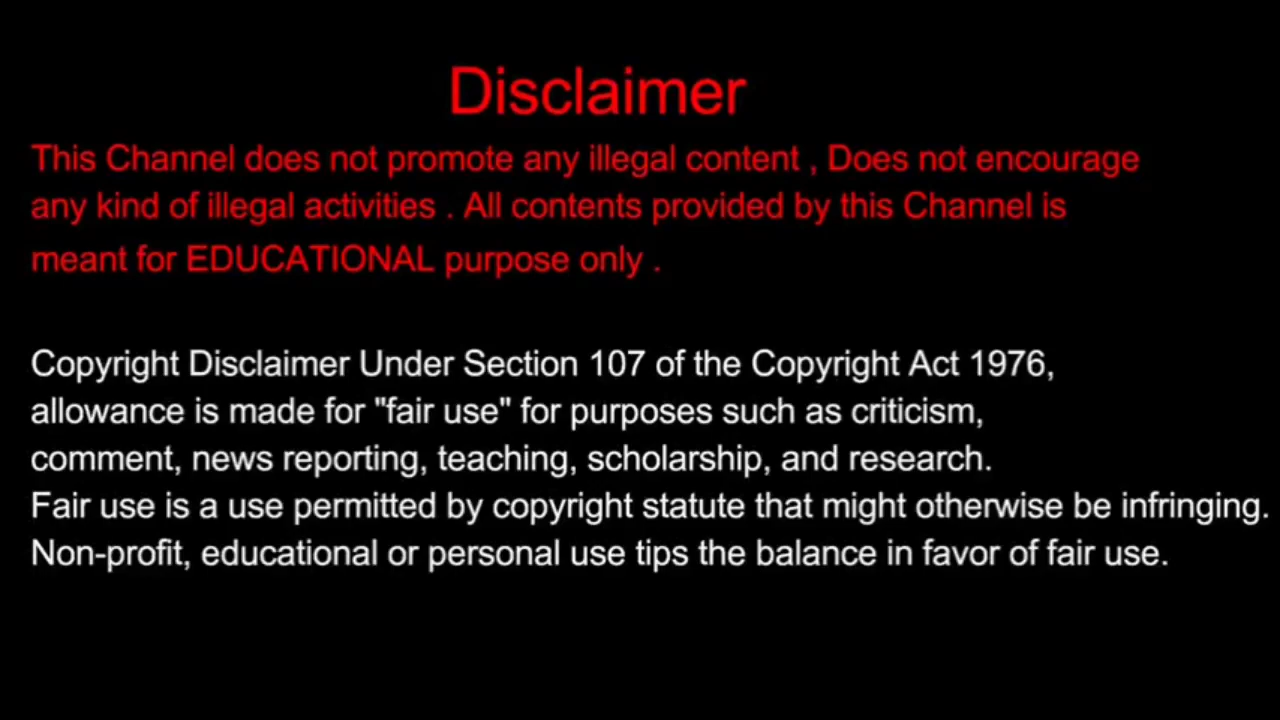 Disclaimer
This Channel does not promote any illegal content , Does not encourage
any kind of illegal activities . All contents provided by this Channel is
meant for EDUCATIONAL purpose only .
Copyright Disclaimer Under Section 107 of the Copyright Act 1976,
allowance is made for "fair use" for purposes such as criticism,
comment, news reporting, teaching, scholarship, and research.
Fair use is a use permitted by copyright statute that might otherwise be infringing.
Non-profit, educational or personal use tips the balance in favor of fair use.